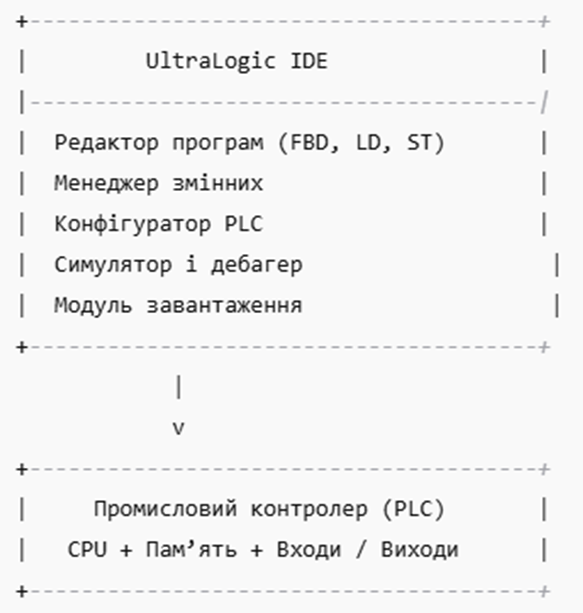 +---------------------------------------+
|         UltraLogic IDE                |
|---------------------------------------/
|  Редактор програм (FBD, LD, ST)       |
|  Менеджер змінних                     |
|  Конфігуратор PLC                     |
|  Симулятор і дебагер                   |
|  Модуль завантаження                   |
+---------------------------------------+
            |
            v
+---------------------------------------+
|     Промисловий контролер (PLC)       |
|   CPU + Пам’ять + Входи / Виходи      |
+---------------------------------------+